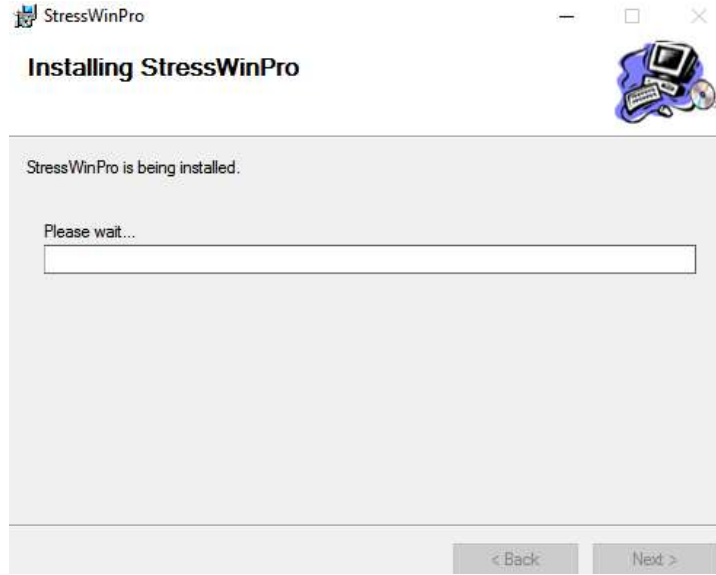 StressWinPro
Installing StressWinPro
StressWinPro is being installed.
Please wait...
< Back
Next >